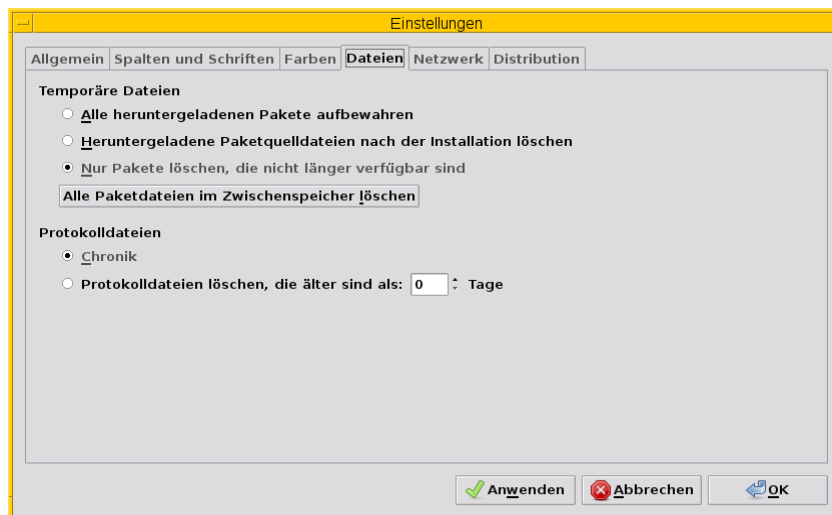 Einstellungen
Allgemein Spalten und Schriften Farben Dateien Netzwerk Distribution
Temporäre Dateien
Alle heruntergeladenen Pakete aufbewahren
Heruntergeladene Paketquelldateien nach der Installation löschen
Nur Pakete löschen, die nicht länger verfügbar sind
Alle Paketdateien im Zwischenspeicher löschen
Protokolldateien
Chronik
Protokolldateien löschen, die älter sind als: 0 Tage
Anwenden Abbrechen OK